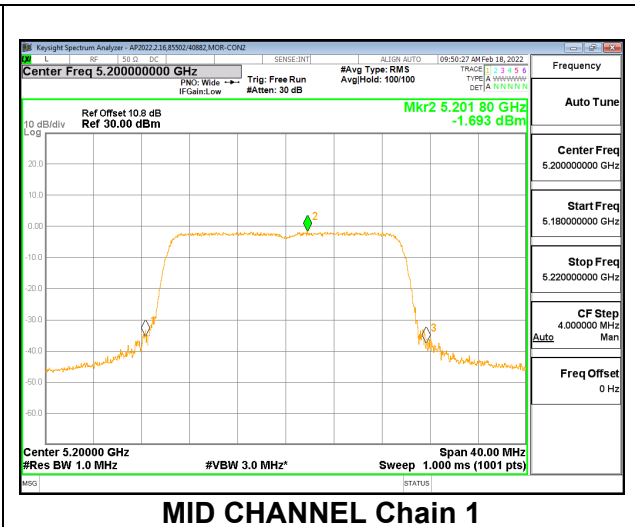 Keysight Spectrum Analyzer - AP2022.2.16,85502/40882,MOR-CON2
L RF 50 Ω DC SENSE:INT ALIGN AUTO 09:50:27 AM Feb 18, 2022
Center Freq 5.200000000 GHz
PNO: Wide
IFGain:Low
Trig: Free Run
#Atten: 30 dB
#Avg Type: RMS
Avg|Hold: 100/100
TRACE 1 2 3 4 5 6
TYPE A WWWWW
DET A N N N N N
Frequency
Auto Tune
Center Freq
5.200000000 GHz
Start Freq
5.180000000 GHz
Stop Freq
5.220000000 GHz
CF Step
4.000000 MHz
Auto Man
Freq Offset
0 Hz
Mkr2 5.201 80 GHz
-1.693 dBm
Ref Offset 10.8 dB
10 dB/div Ref 30.00 dBm
Log
20.0
10.0
0.00
-10.0
-20.0
-30.0
-40.0
-50.0
-60.0
2
1
3
Center 5.20000 GHz Span 40.00 MHz
#Res BW 1.0 MHz #VBW 3.0 MHz* Sweep 1.000 ms (1001 pts)
MSG STATUS
MID CHANNEL Chain 1